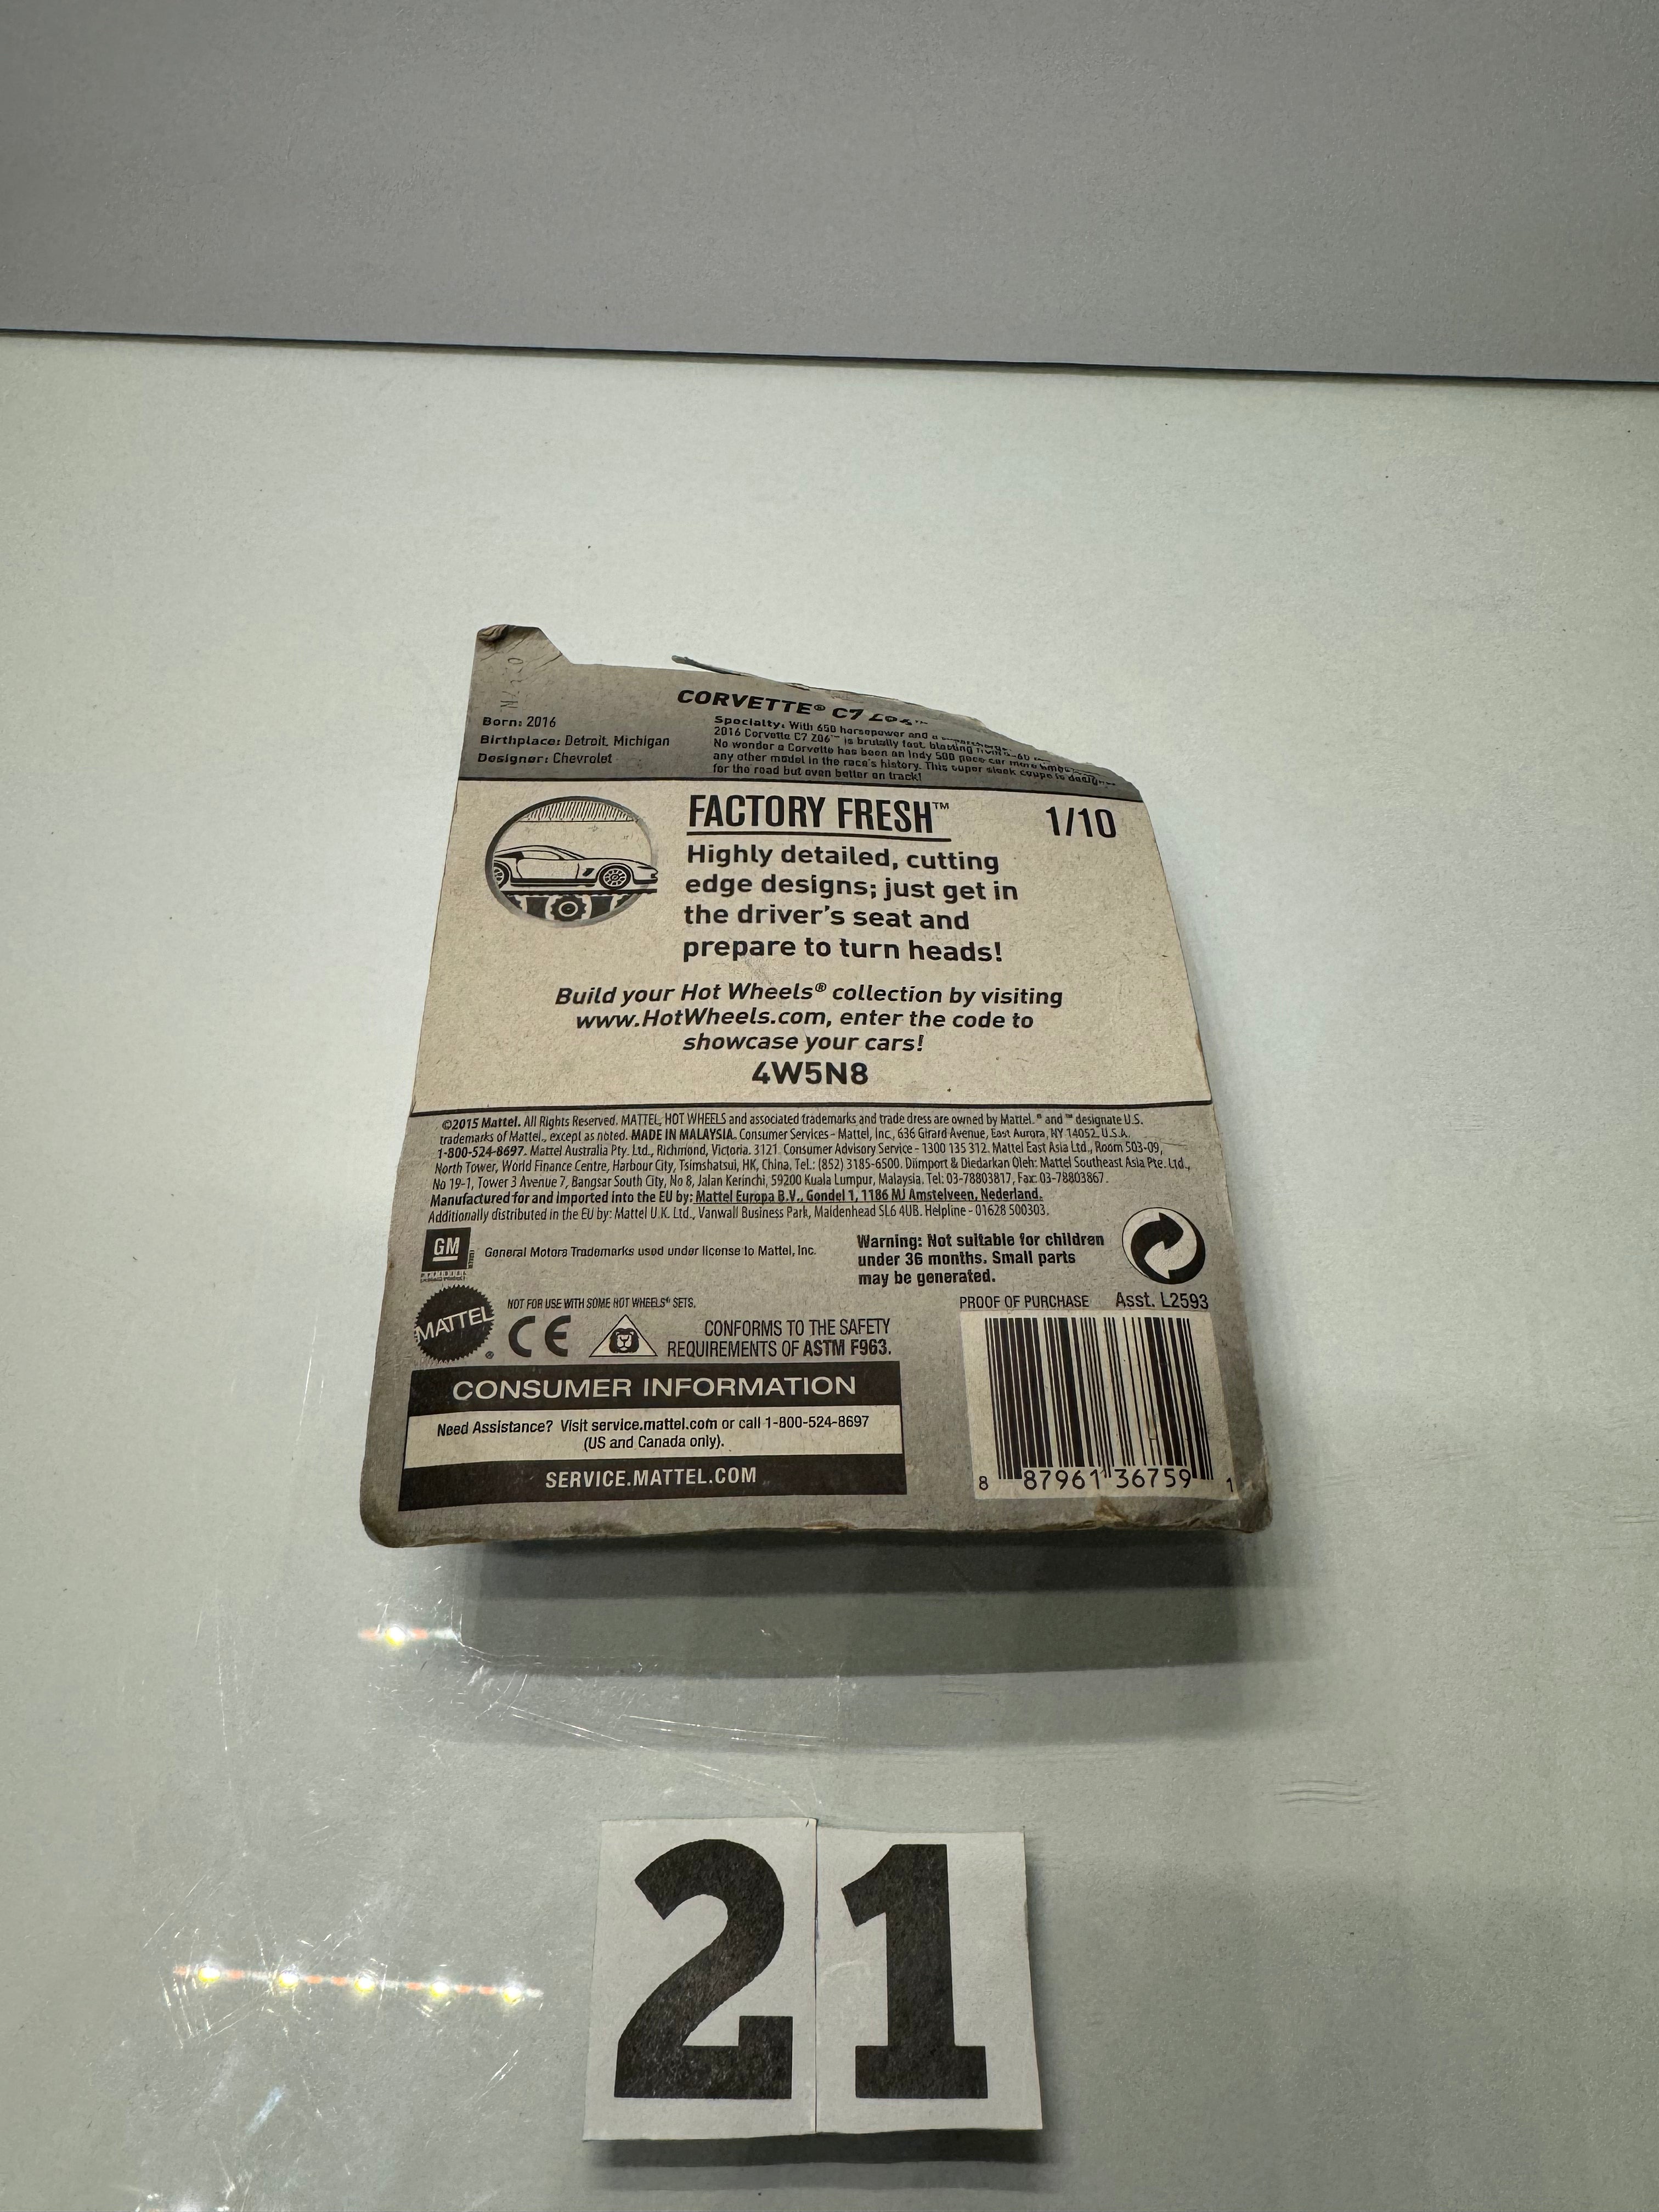 CORVETTE® C7 Z06™
Born: 2016
Birthplace: Detroit, Michigan
Designer: Chevrolet
Specialty: With 650 horsepower and a
2016 Corvette C7 Z06™ is brutally fast, blasting from
No wonder a Corvette has been an Indy 500 pace car more
any other model in the race's history. This super sleek coupe is
for the road but even better on track!
FACTORY FRESH™ 1/10
Highly detailed, cutting
edge designs; just get in
the driver's seat and
prepare to turn heads!
Build your Hot Wheels® collection by visiting
www.HotWheels.com, enter the code to
showcase your cars!
4W5N8
©2015 Mattel. All Rights Reserved. MATTEL, HOT WHEELS and associated trademarks and trade dress are owned by Mattel. ® and ™ designate U.S.
trademarks of Mattel., except as noted. MADE IN MALAYSIA. Consumer Services - Mattel, Inc., 636 Girard Avenue, East Aurora, NY 14052, U.S.A.
1-800-524-8697. Mattel Australia Pty. Ltd., Richmond, Victoria. 3121. Consumer Advisory Service - 1300 135 312. Mattel East Asia Ltd., Room 503-09,
North Tower, World Finance Centre, Harbour City, Tsimshatsui, HK, China. Tel.: (852) 3185-6500. Diimport & Diedarkan Oleh: Mattel Southeast Asia Pte. Ltd.,
No 19-1, Tower 3 Avenue 7, Bangsar South City, No 8, Jalan Kerinchi, 59200 Kuala Lumpur, Malaysia. Tel: 03-78803817, Fax: 03-78803867.
Manufactured for and imported into the EU by: Mattel Europa B.V., Gondel 1, 1186 MJ Amstelveen, Nederland.
Additionally distributed in the EU by: Mattel U.K. Ltd., Vanwall Business Park, Maidenhead SL6 4UB. Helpline - 01628 500303.
GM
OFFICIAL
LICENSED PRODUCT
General Motors Trademarks used under license to Mattel, Inc.
Warning: Not suitable for children
under 36 months. Small parts
may be generated.
MATTEL®
NOT FOR USE WITH SOME HOT WHEELS® SETS.
CE
CONFORMS TO THE SAFETY
REQUIREMENTS OF ASTM F963.
PROOF OF PURCHASE Asst. L2593
CONSUMER INFORMATION
Need Assistance? Visit service.mattel.com or call 1-800-524-8697
(US and Canada only).
SERVICE.MATTEL.COM
8 87961 36759 1
21